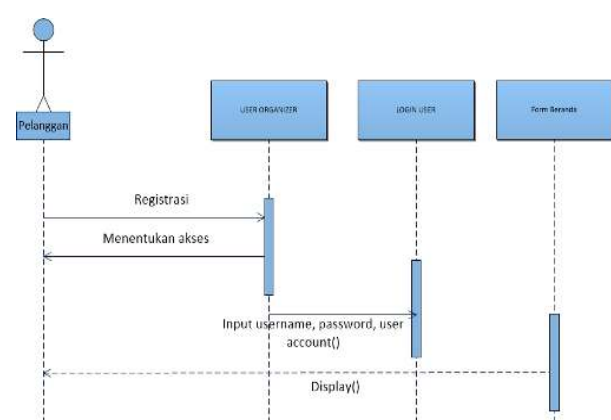 Pelanggan
USER ORGANIZER
LOGIN USER
Form Beranda
Registrasi
Menentukan akses
Input username, password, user
account()
Display()